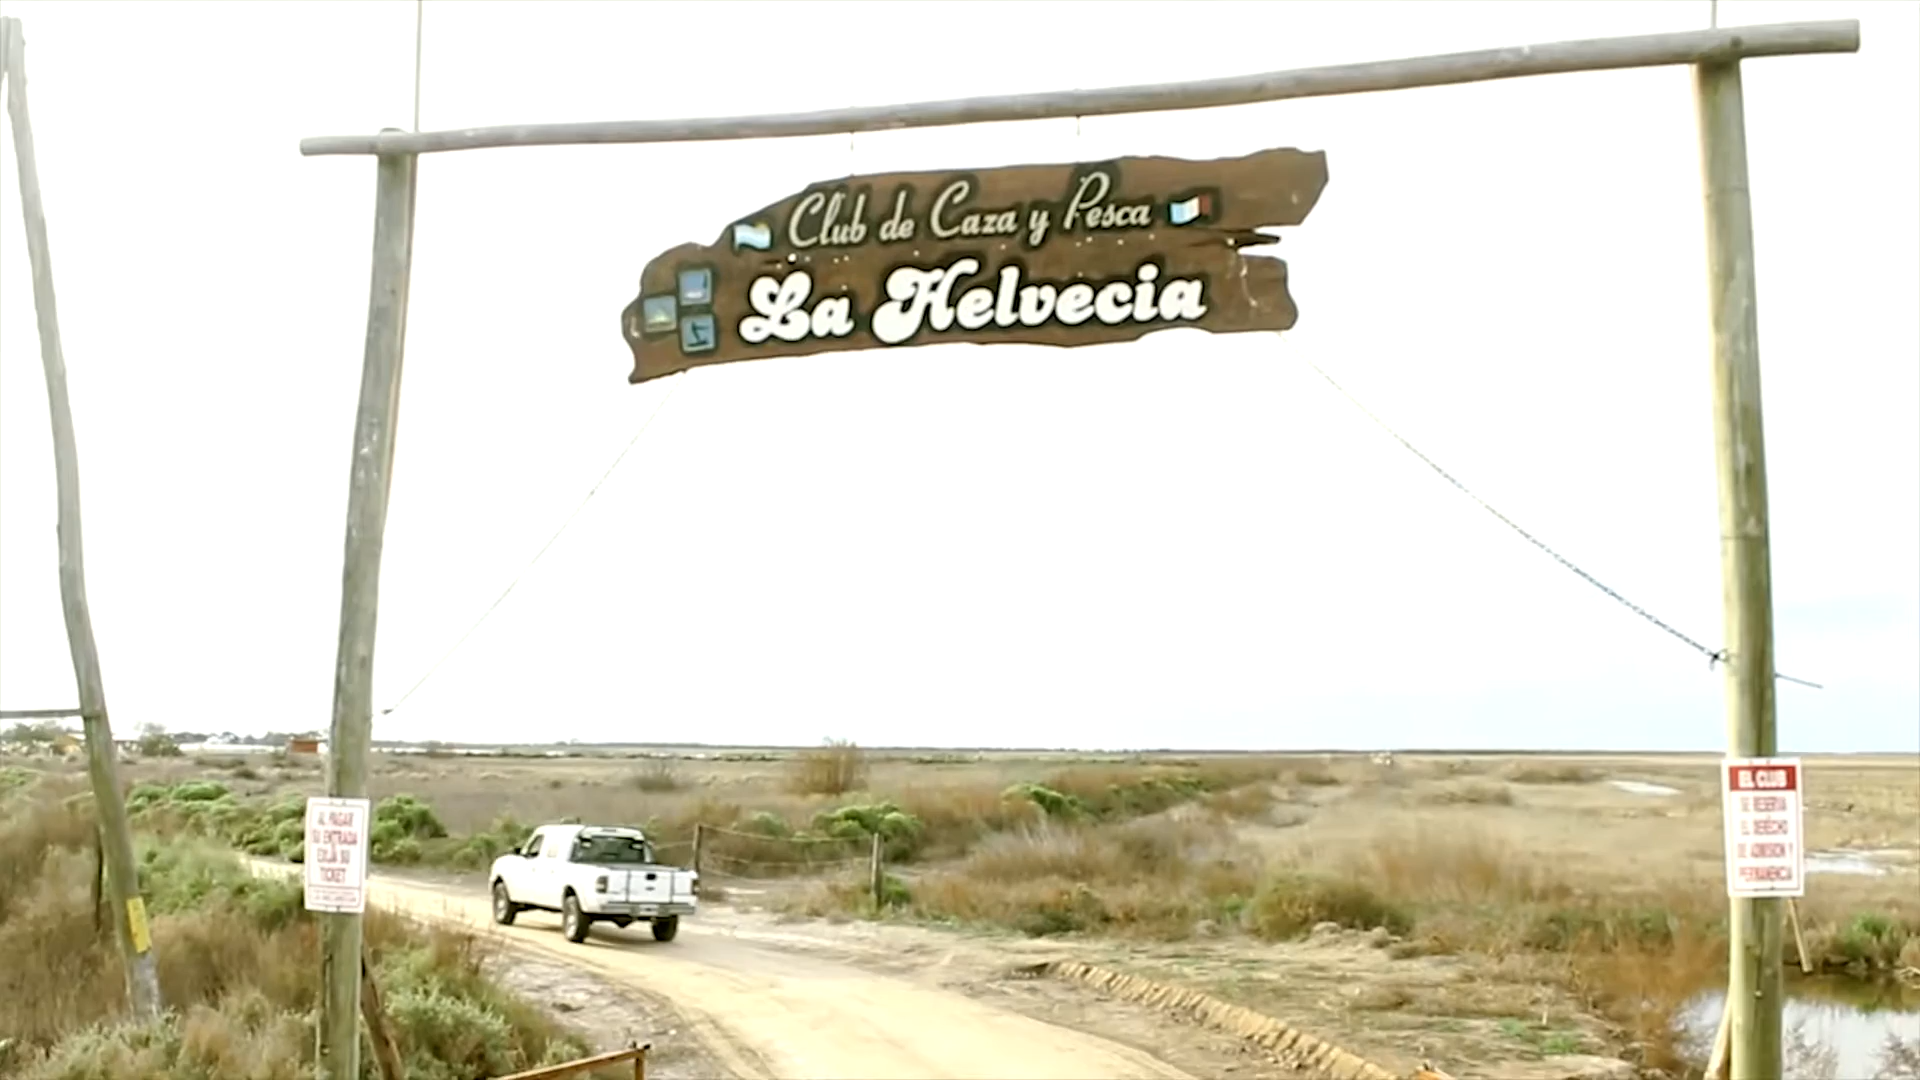 Club de Caza y Pesca
La Helvecia
AL PAGAR
SU ENTRADA
EXIJA SU
TICKET
EL CLUB
SE RESERVA
EL DERECHO
DE ADMISION Y
PERMANENCIA